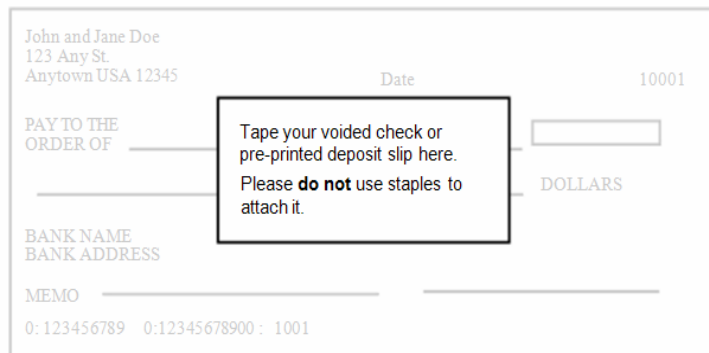 John and Jane Doe
123 Any St.
Anytown USA 12345
Date
10001
PAY TO THE
ORDER OF
Tape your voided check or
pre-printed deposit slip here.
Please do not use staples to
attach it.
DOLLARS
BANK NAME
BANK ADDRESS
MEMO
0: 123456789 0:12345678900 : 1001